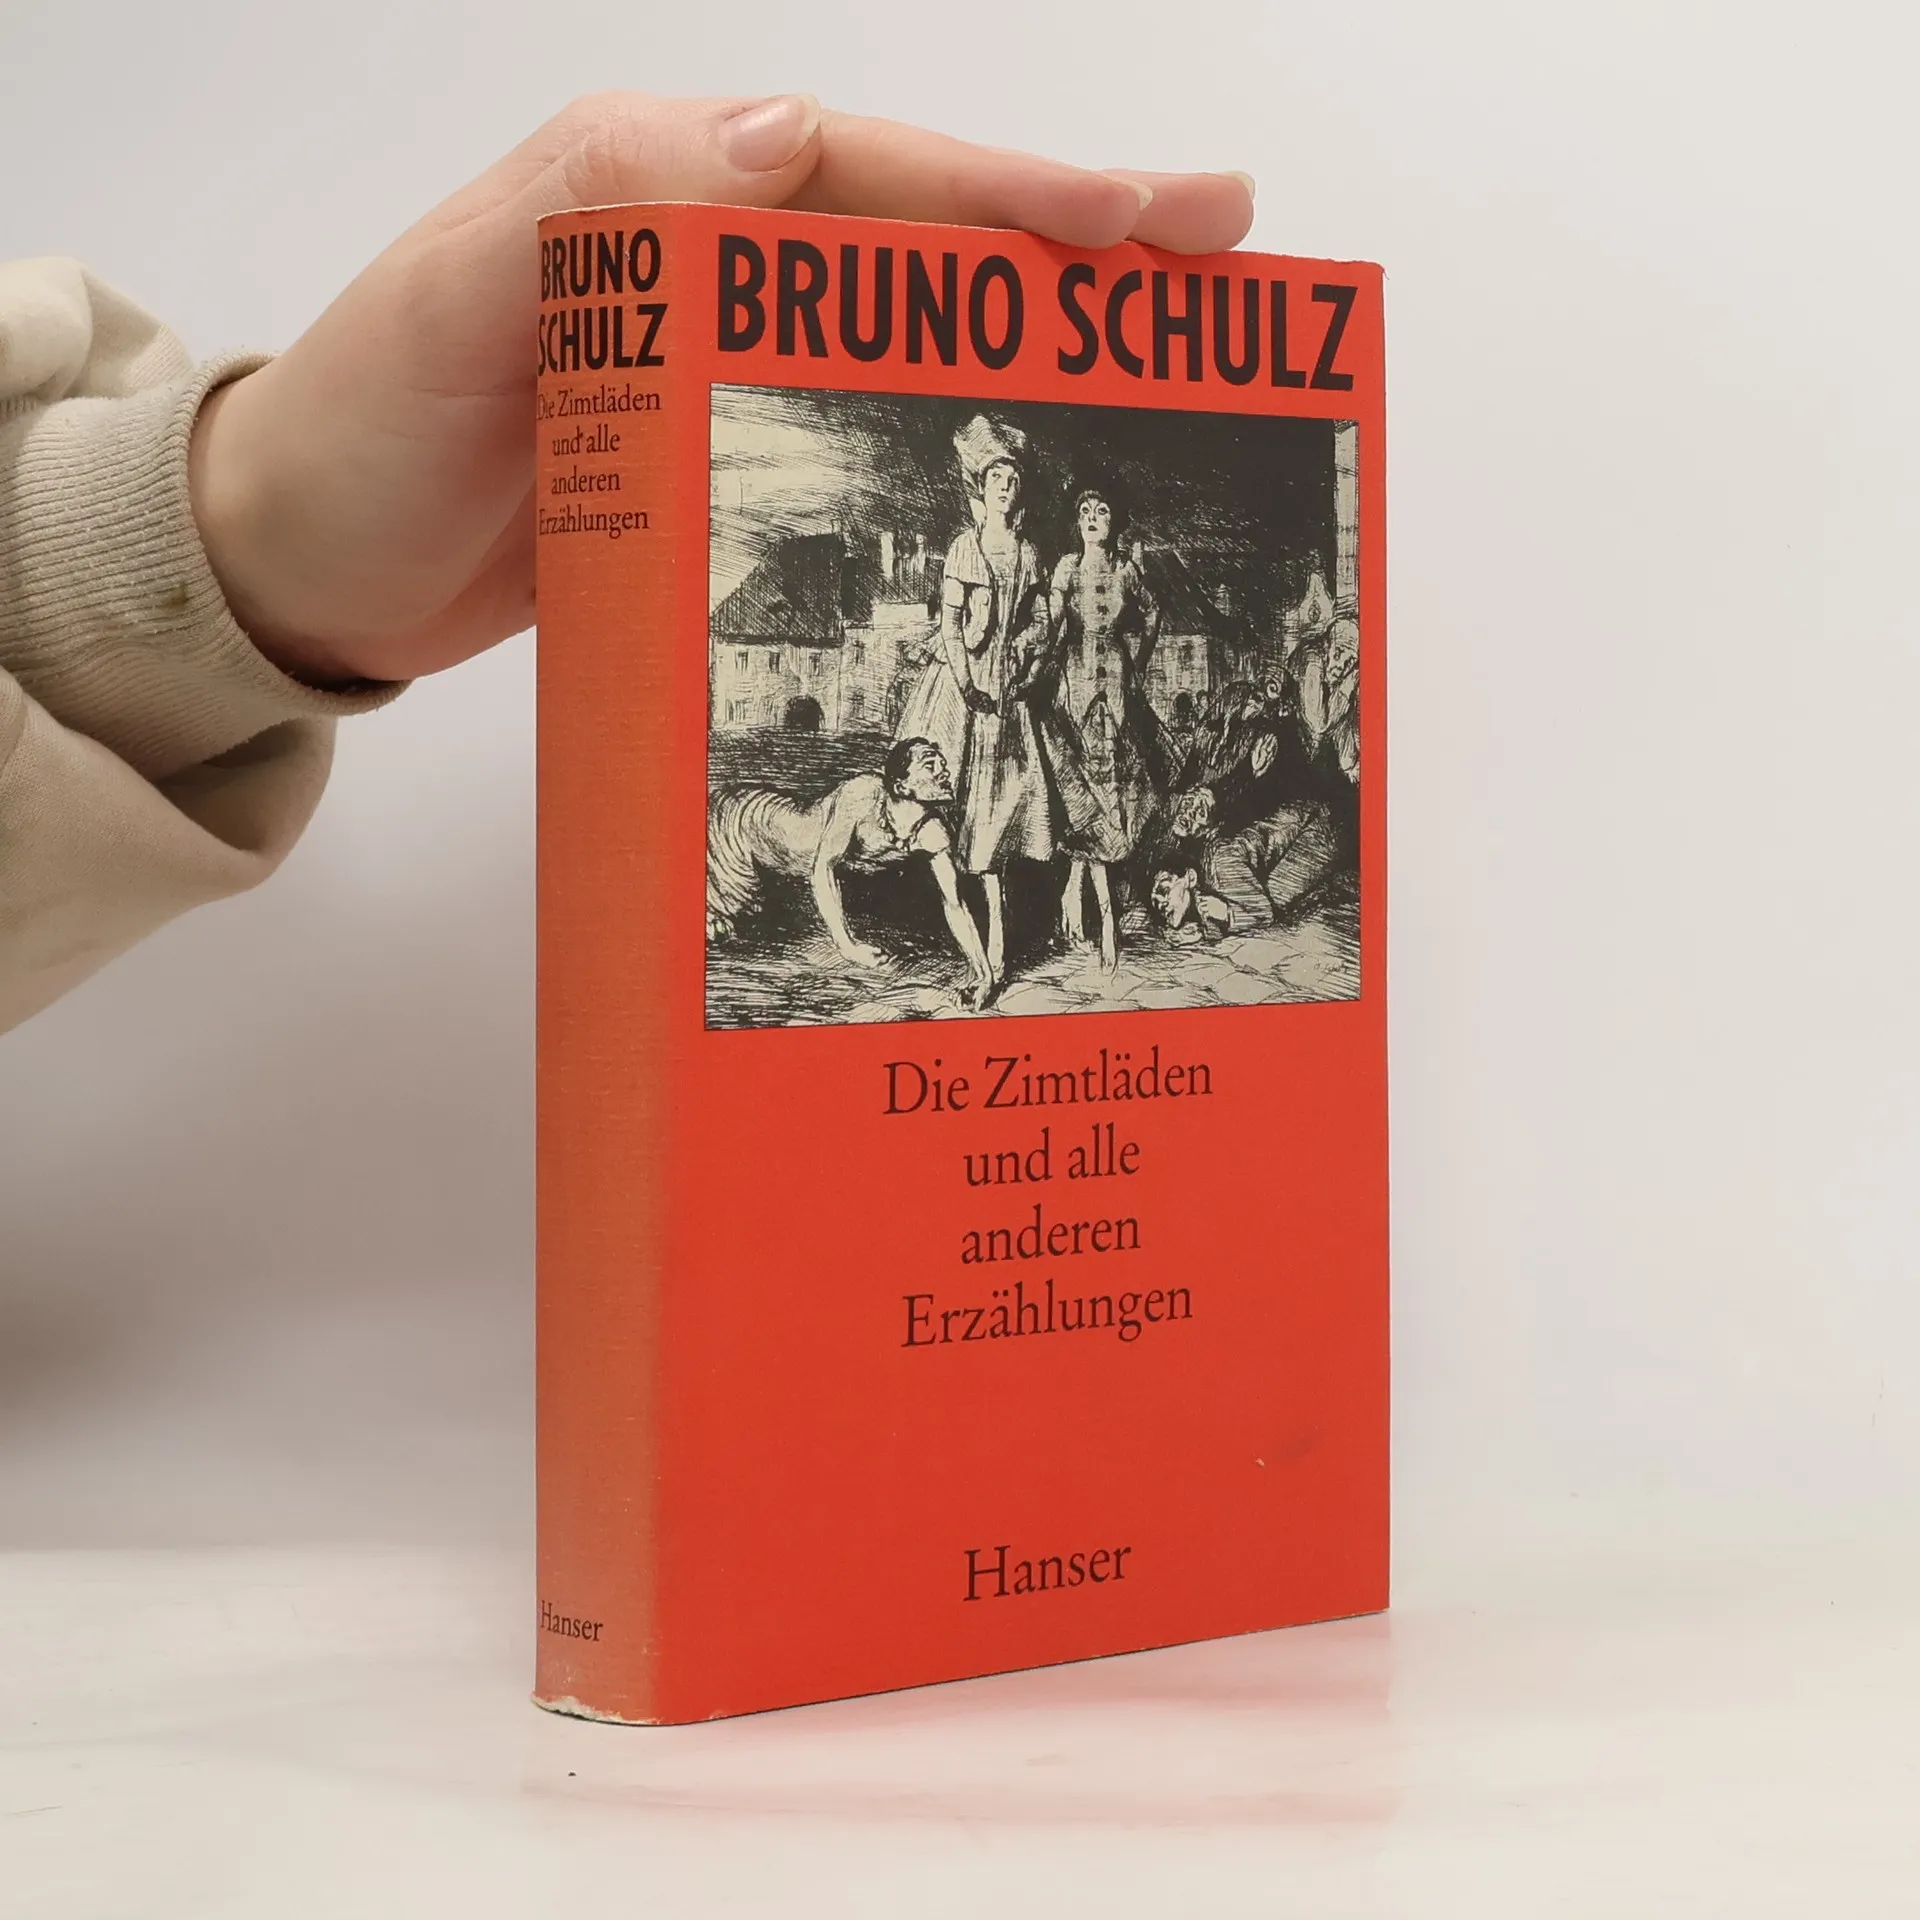 BRUNO
SCHULZ
Die Zimtläden
und alle
anderen
Erzählungen
Hanser
BRUNO SCHULZ
Die Zimtläden
und alle
anderen
Erzählungen
Hanser